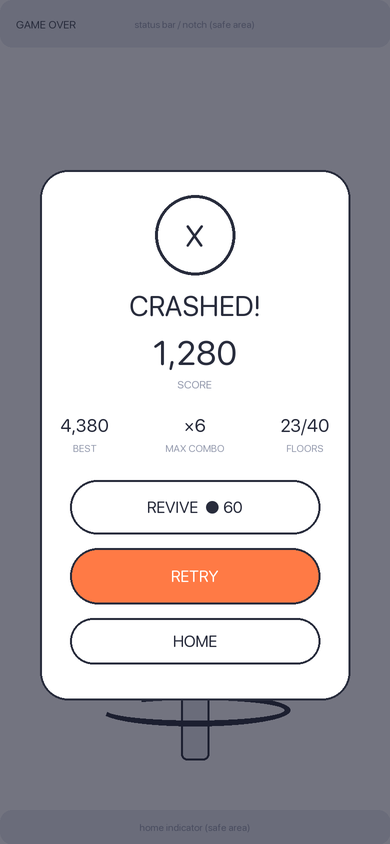 GAME OVER
status bar / notch (safe area)
X
CRASHED!
1,280
SCORE
4,380 ×6 23/40
BEST MAX COMBO FLOORS
REVIVE ● 60
RETRY
HOME
home indicator (safe area)